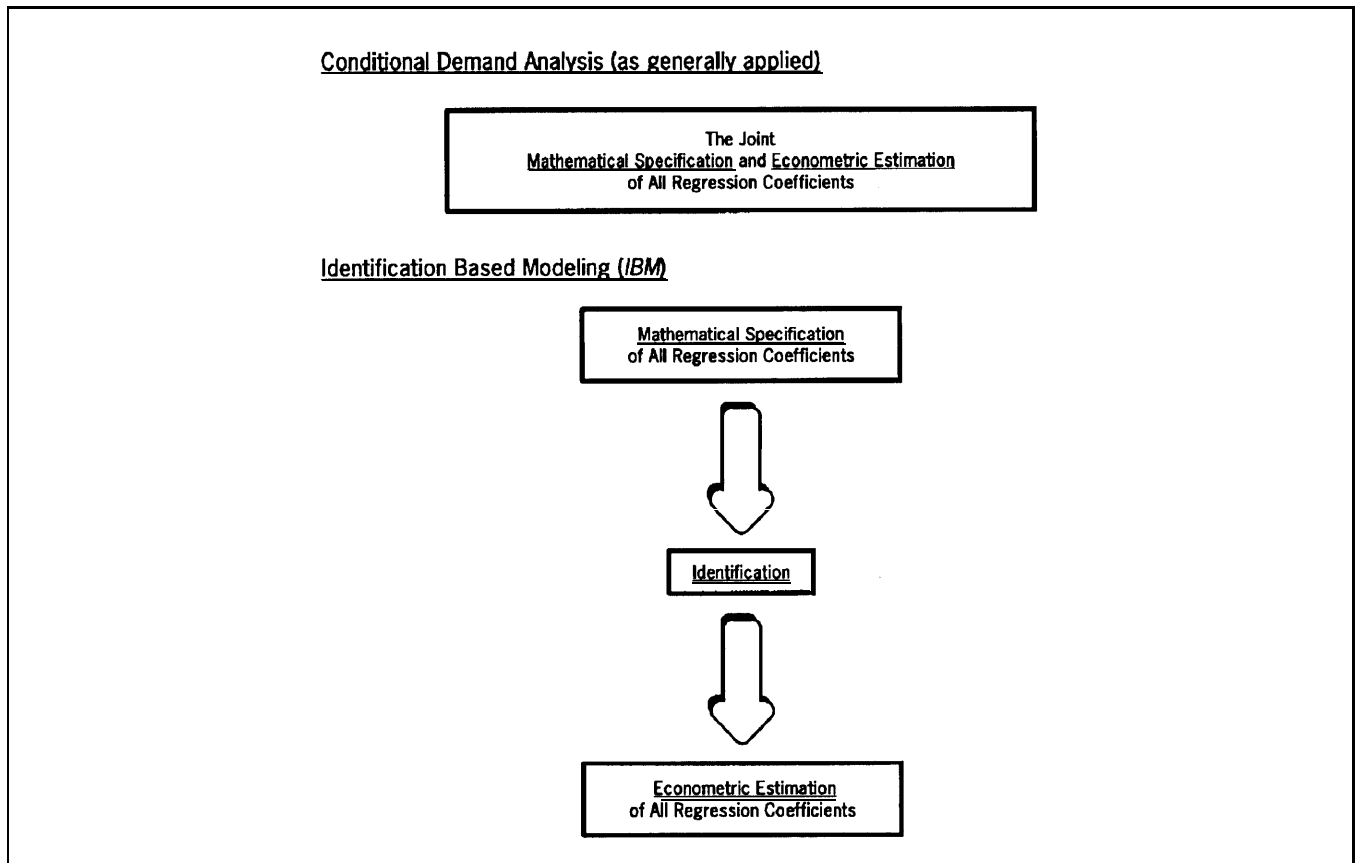 Conditional Demand Analysis (as generally applied)
The Joint
Mathematical Specification and Econometric Estimation
of All Regression Coefficients
Identification Based Modeling (IBM)
Mathematical Specification
of All Regression Coefficients
Identification
Econometric Estimation
of All Regression Coefficients